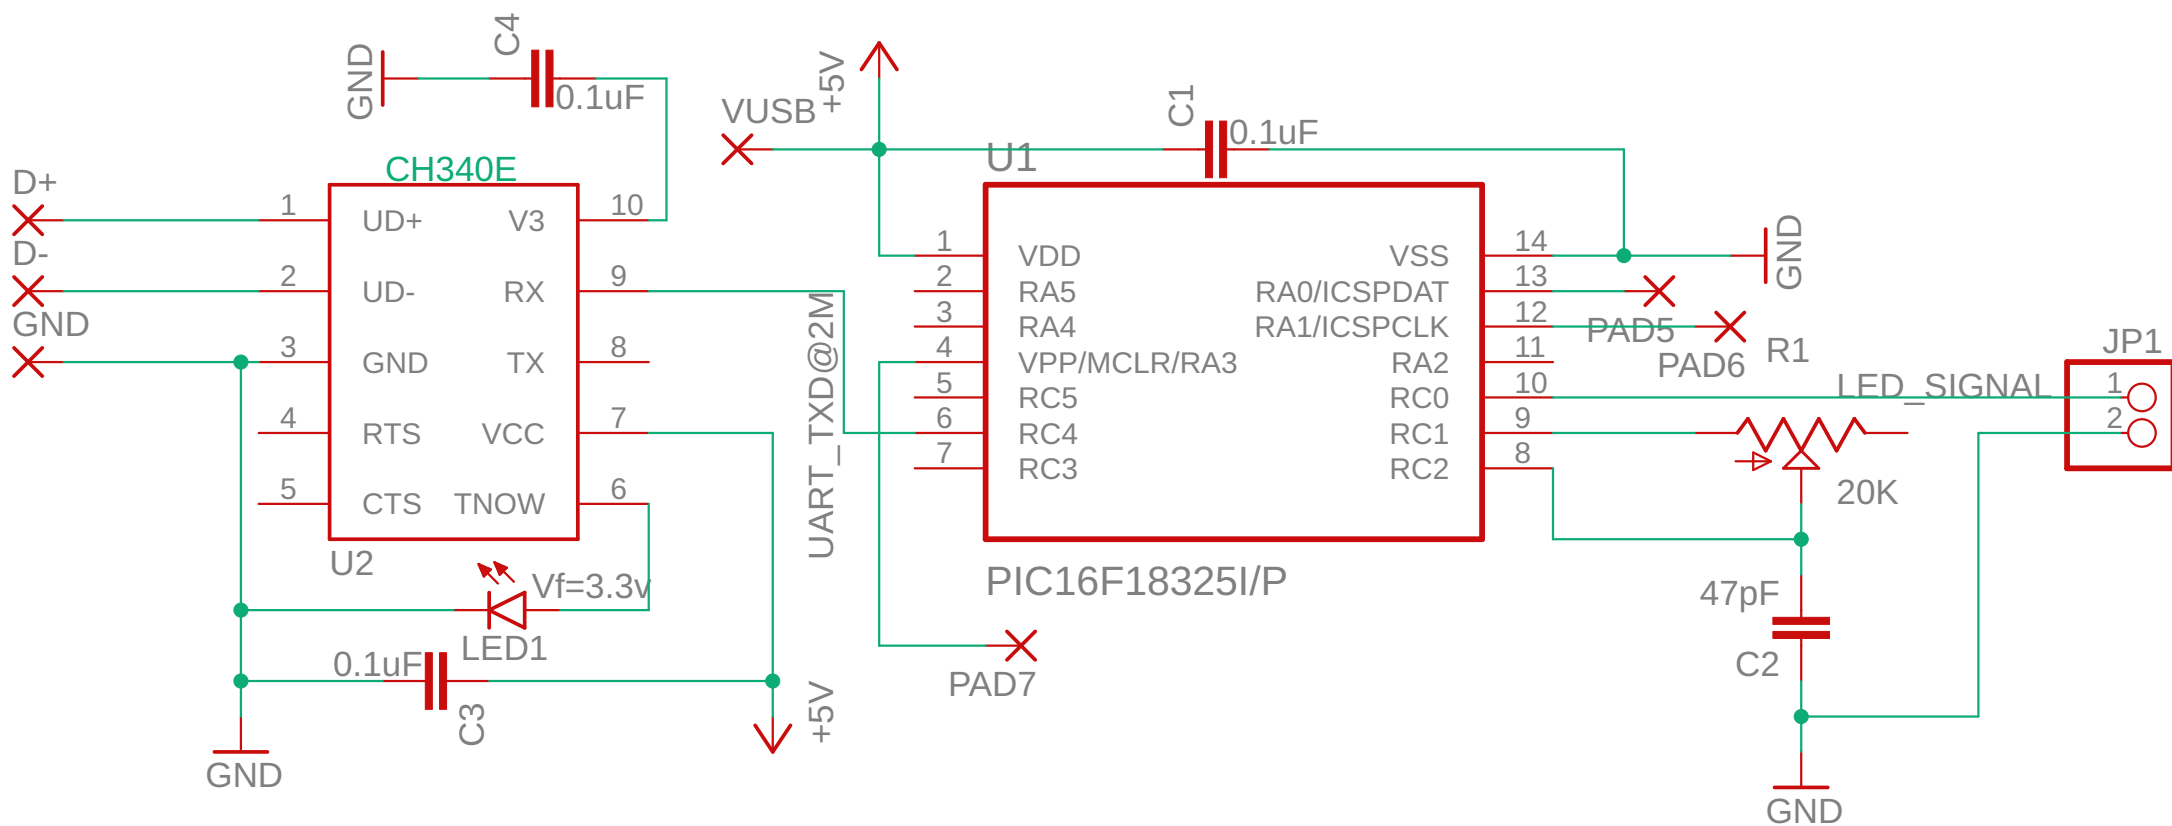 C4
GND
0.1uF
+5V
VUSB
C1
0.1uF
U1
CH340E
D+
1
UD+
V3
10
D-
2
UD-
RX
9
GND
3
GND
TX
8
4
RTS
VCC
7
5
CTS
TNOW
6
U2
Vf=3.3v
LED1
0.1uF
C3
GND
+5V
UART_TXD@2M
1
VDD
VSS
14
2
RA5
RA0/ICSPDAT
13
3
RA4
RA1/ICSPCLK
12
4
VPP/MCLR/RA3
RA2
11
5
RC5
RC0
10
6
RC4
RC1
9
7
RC3
RC2
8
PIC16F18325I/P
PAD7
GND
PAD5
PAD6
R1
LED_SIGNAL
JP1
1
2
20K
47pF
C2
GND